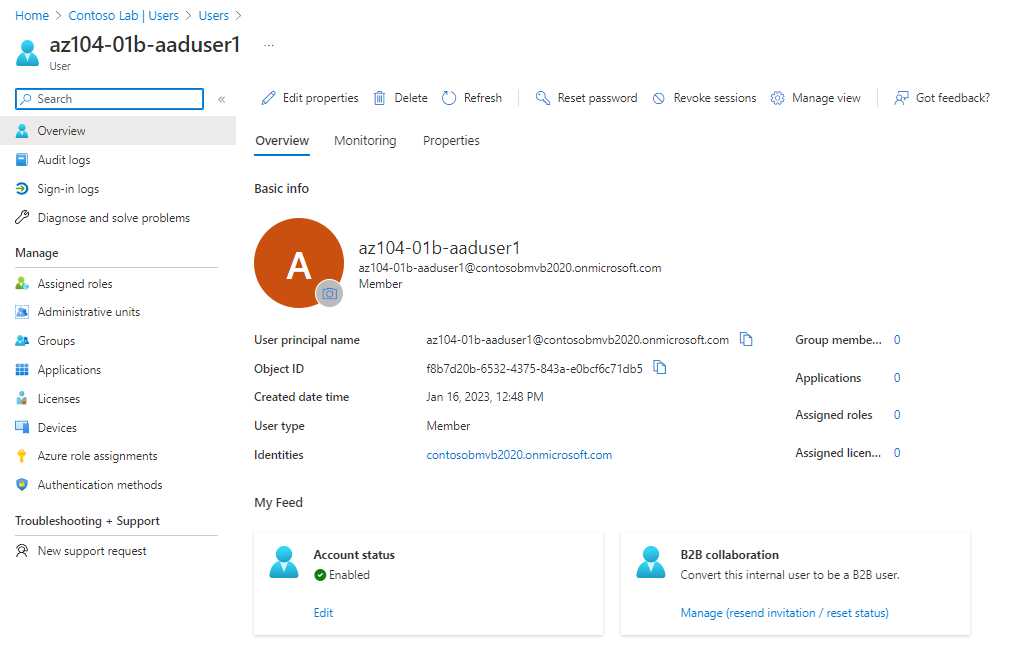 Home > Contoso Lab | Users > Users >
az104-01b-aaduser1 ...
User
Search «
Edit properties Delete Refresh Reset password Revoke sessions Manage view Got feedback?
Overview
Audit logs
Sign-in logs
Diagnose and solve problems
Manage
Assigned roles
Administrative units
Groups
Applications
Licenses
Devices
Azure role assignments
Authentication methods
Troubleshooting + Support
New support request
Overview Monitoring Properties
Basic info
A
az104-01b-aaduser1
az104-01b-aaduser1@contosobmvb2020.onmicrosoft.com
Member
User principal name az104-01b-aaduser1@contosobmvb2020.onmicrosoft.com
Object ID f8b7d20b-6532-4375-843a-e0bcf6c71db5
Created date time Jan 16, 2023, 12:48 PM
User type Member
Identities contosobmvb2020.onmicrosoft.com
Group membe... 0
Applications 0
Assigned roles 0
Assigned licen... 0
My Feed
Account status
Enabled
Edit
B2B collaboration
Convert this internal user to be a B2B user.
Manage (resend invitation / reset status)